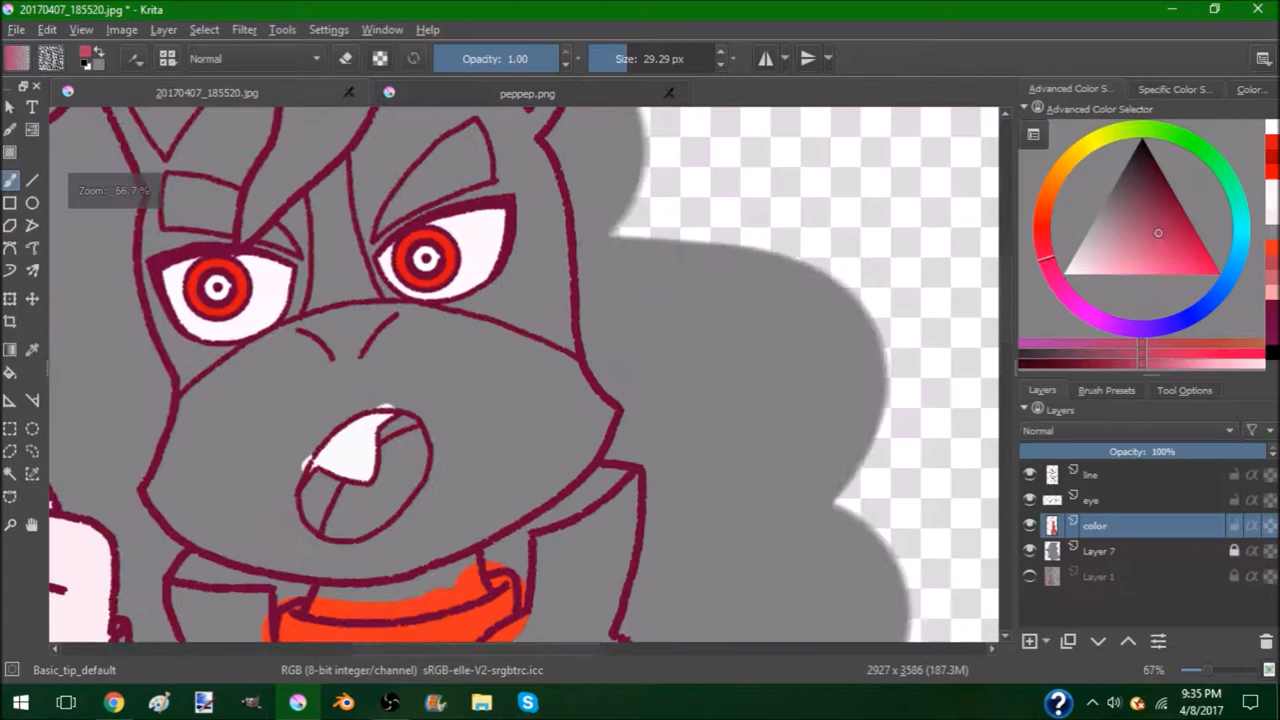 20170407_185520.jpg * - Krita
File Edit View Image Layer Select Filter Tools Settings Window Help
Normal
Opacity: 1.00
Size: 29.29 px
20170407_185520.jpg
peppep.png
Advanced Color S...
Specific Color S...
Color...
Advanced Color Selector
Zoom: 66.7 %
Layers
Brush Presets
Tool Options
Layers
Normal
Opacity: 100%
line
eye
color
Layer 7
Layer 1
Basic_tip_default
RGB (8-bit integer/channel) sRGB-elle-V2-srgbtrc.icc
2927 x 3586 (187.3M)
67%
9:35 PM
4/8/2017